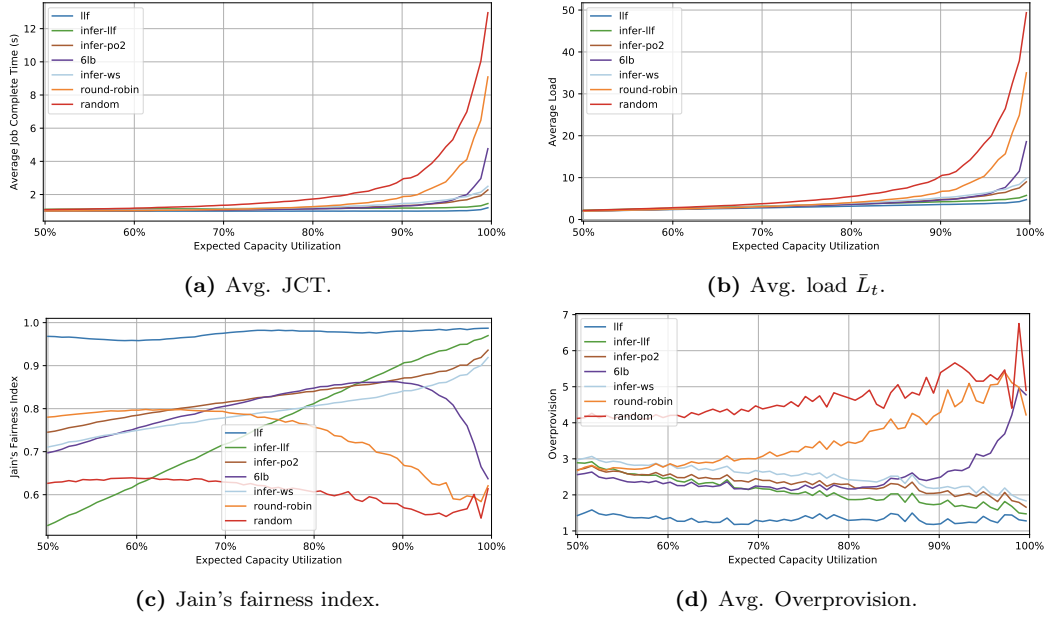 Average Job Complete Time (s)
12
10
8
6
4
2
llf
infer-llf
infer-po2
6lb
infer-ws
round-robin
random
50% 60% 70% 80% 90% 100%
Expected Capacity Utilization
(a) Avg. JCT.
Average Load
50
40
30
20
10
0
llf
infer-llf
infer-po2
6lb
infer-ws
round-robin
random
50% 60% 70% 80% 90% 100%
Expected Capacity Utilization
(b) Avg. load L̄t.
Jain's Fairness Index
1.0
0.9
0.8
0.7
0.6
llf
infer-llf
infer-po2
6lb
infer-ws
round-robin
random
50% 60% 70% 80% 90% 100%
Expected Capacity Utilization
(c) Jain's fairness index.
Overprovision
7
6
5
4
3
2
1
llf
infer-llf
infer-po2
6lb
infer-ws
round-robin
random
50% 60% 70% 80% 90% 100%
Expected Capacity Utilization
(d) Avg. Overprovision.